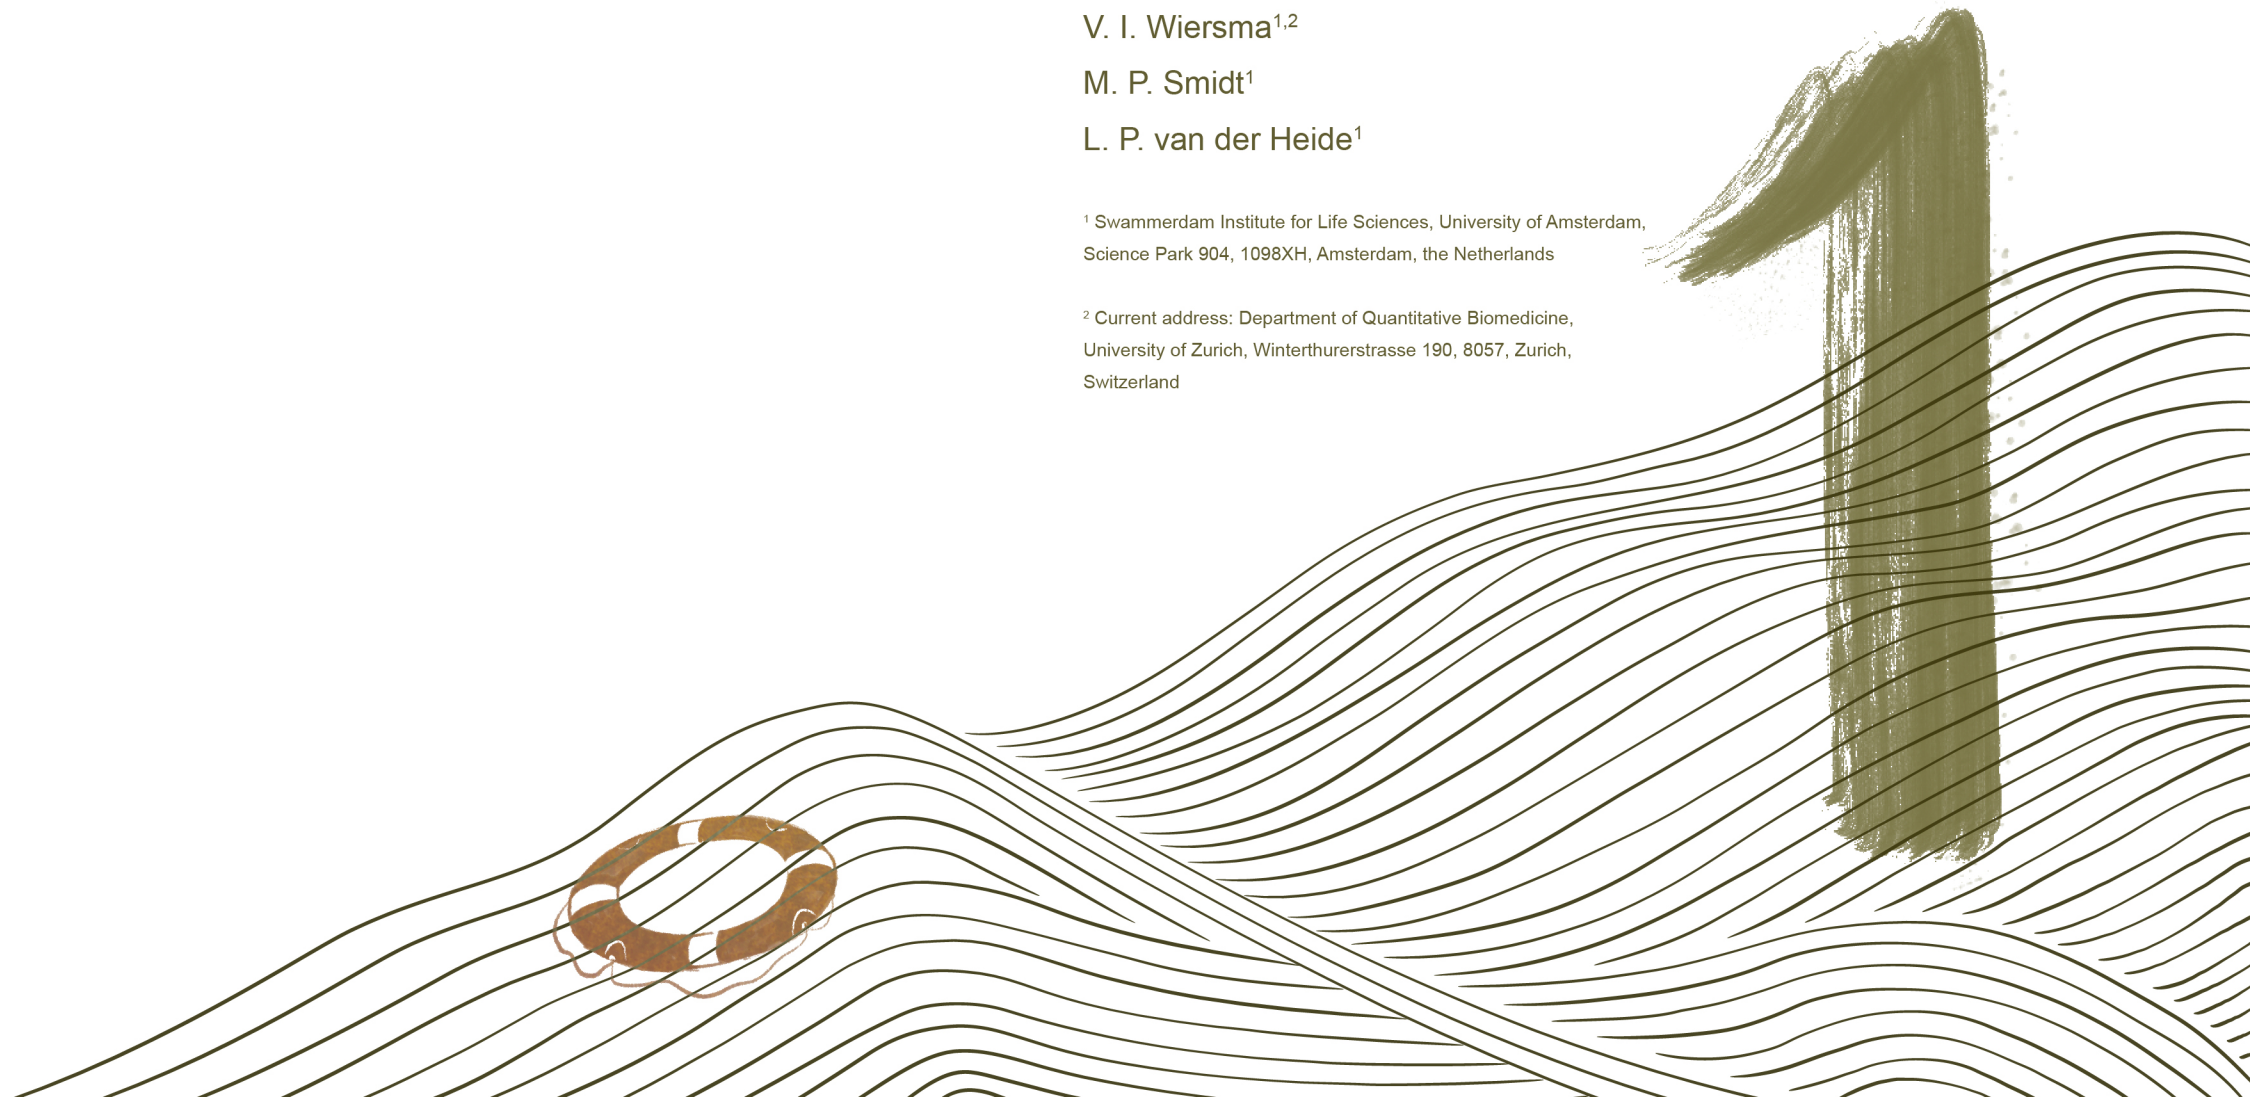 V. I. Wiersma¹,²
M. P. Smidt¹
L. P. van der Heide¹
¹ Swammerdam Institute for Life Sciences, University of Amsterdam,
Science Park 904, 1098XH, Amsterdam, the Netherlands
² Current address: Department of Quantitative Biomedicine,
University of Zurich, Winterthurerstrasse 190, 8057, Zurich,
Switzerland
1